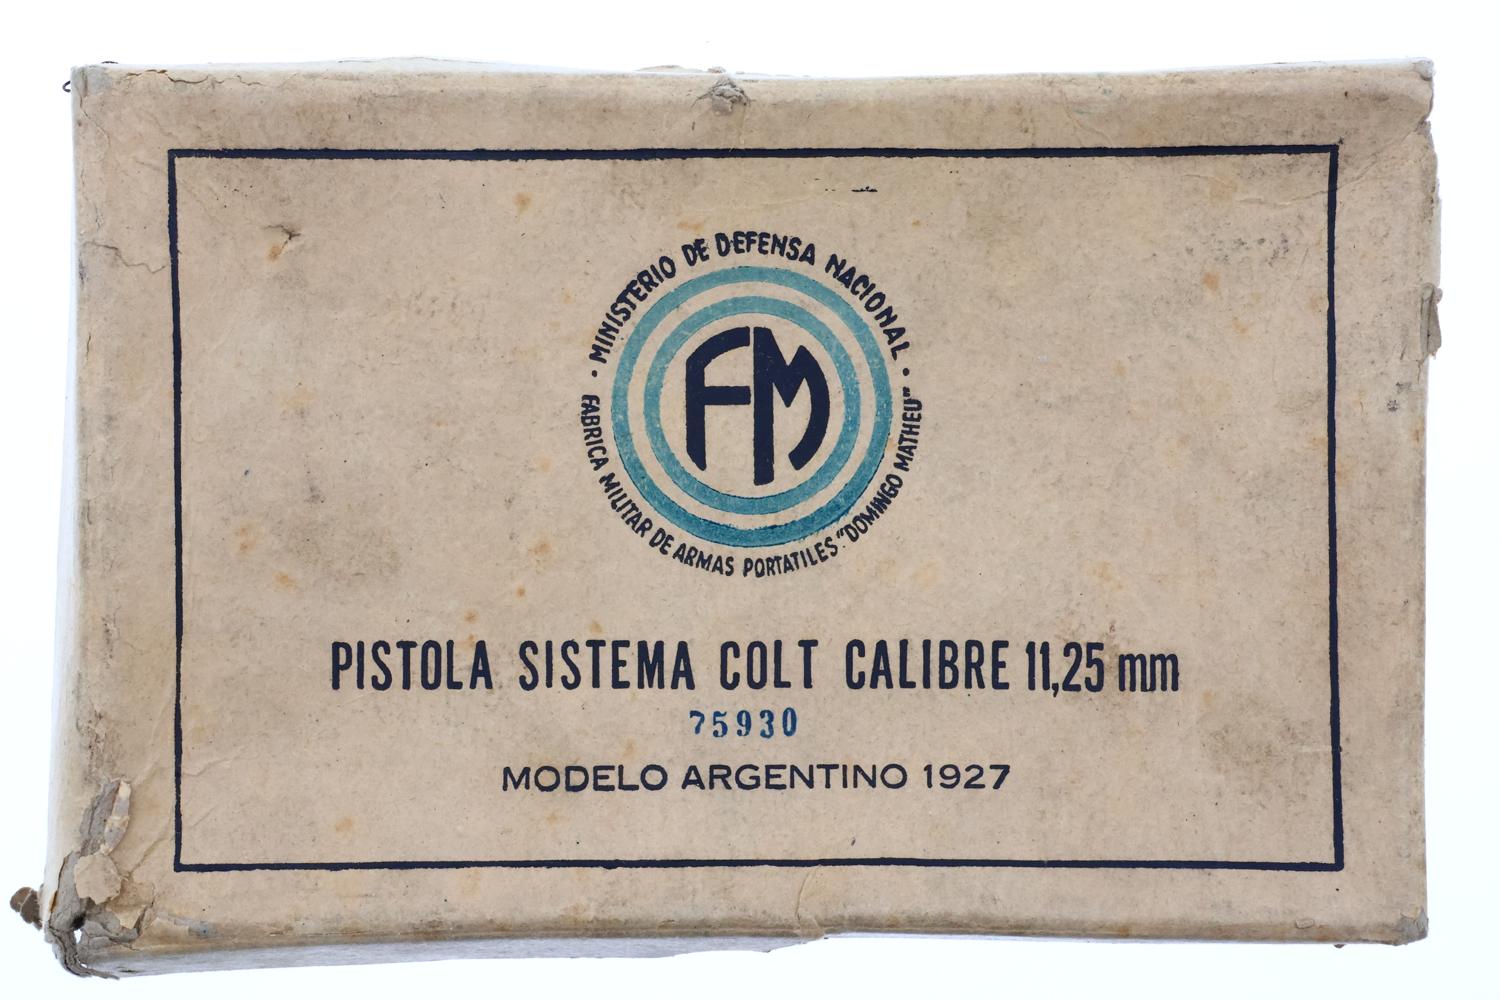 · MINISTERIO DE DEFENSA NACIONAL ·
FM
FABRICA MILITAR DE ARMAS PORTATILES "DOMINGO MATHEU"
PISTOLA SISTEMA COLT CALIBRE 11,25 mm
75930
MODELO ARGENTINO 1927